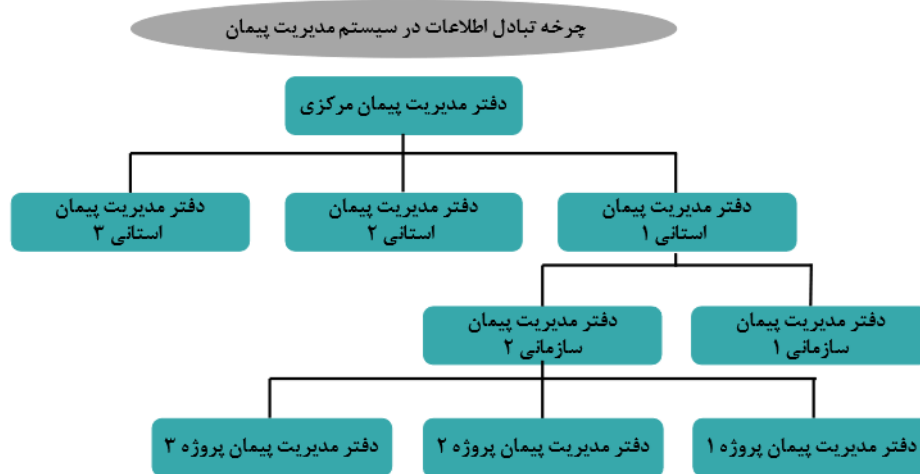 چرخه تبادل اطلاعات در سیستم مدیریت پیمان
دفتر مدیریت پیمان مرکزی
دفتر مدیریت پیمان
استانی ۱
دفتر مدیریت پیمان
استانی ۲
دفتر مدیریت پیمان
استانی ۳
دفتر مدیریت پیمان
سازمانی ۱
دفتر مدیریت پیمان
سازمانی ۲
دفتر مدیریت پیمان پروژه ۱
دفتر مدیریت پیمان پروژه ۲
دفتر مدیریت پیمان پروژه ۳